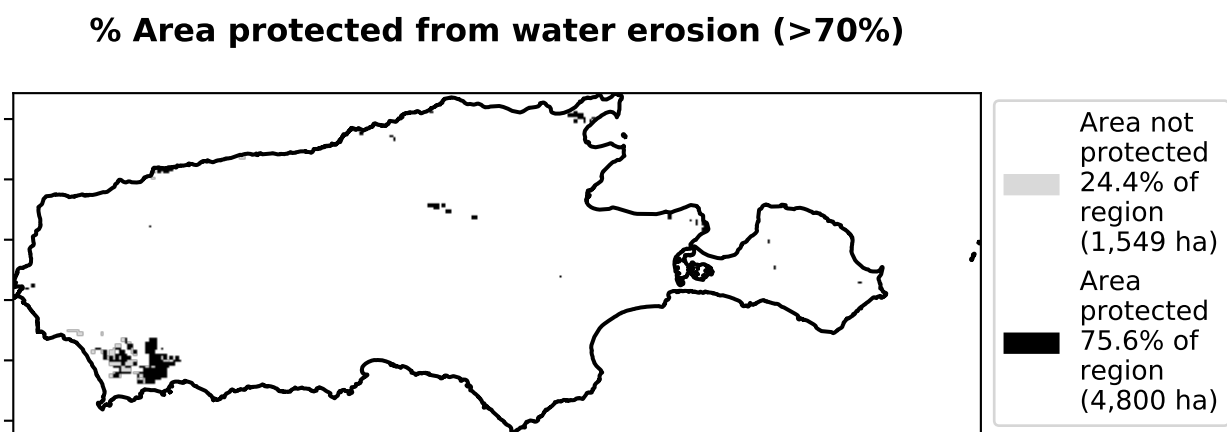 % Area protected from water erosion (>70%)
Area not
protected
24.4% of
region
(1,549 ha)
Area
protected
75.6% of
region
(4,800 ha)